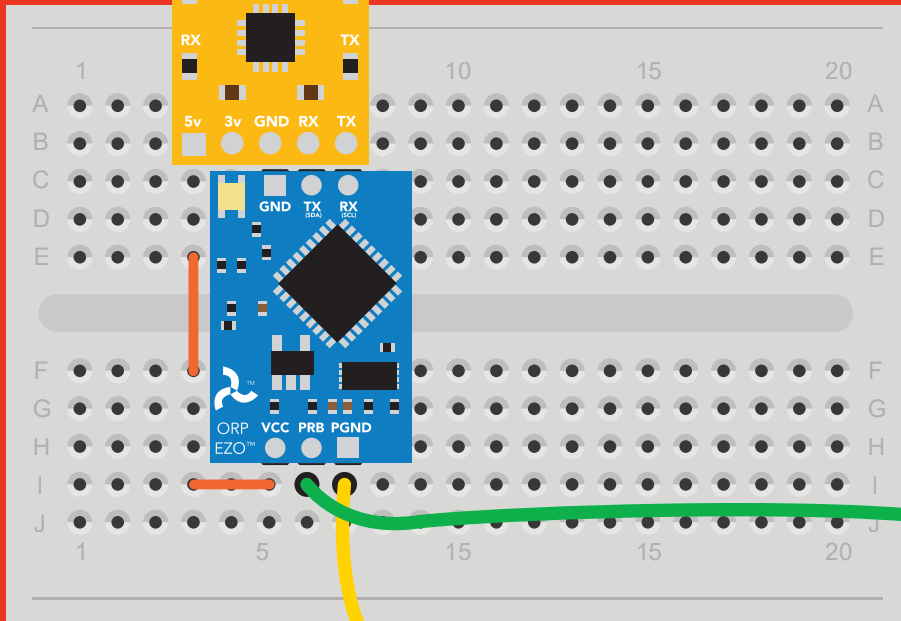 RX TX
1 10 15 20
A A
5v 3v GND RX TX
B B
C C
GND TX RX
(SDA) (SCL)
D D
E E
F F
TM
G G
ORP VCC PRB PGND
EZO™
H H
I I
J J
1 5 15 15 20